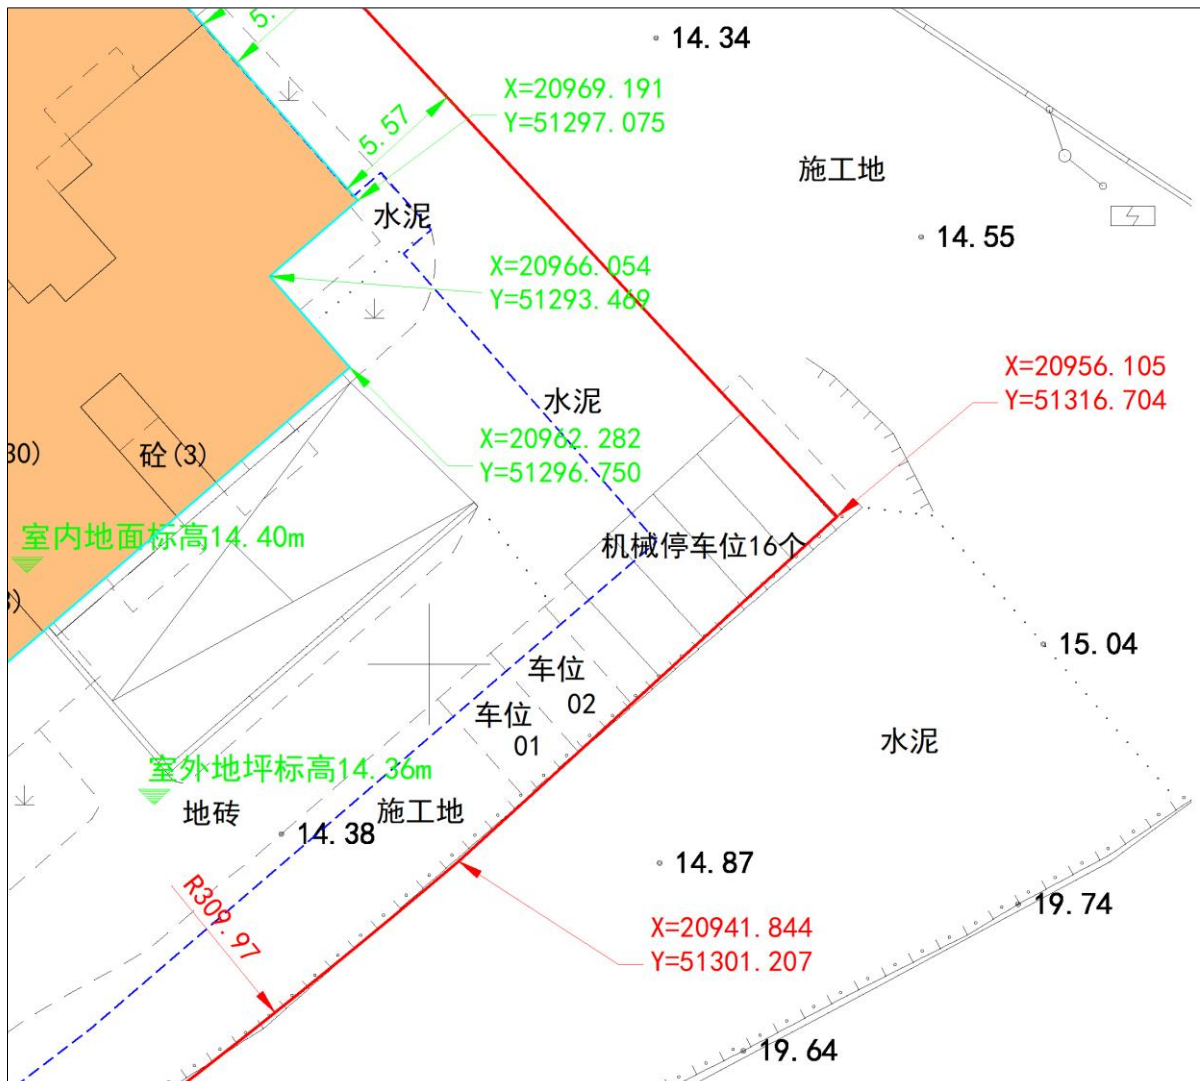 5.
14.34
X=20969.191
Y=51297.075
5.57
施工地
水泥
14.55
X=20966.054
Y=51293.469
X=20956.105
Y=51316.704
水泥
X=20962.282
Y=51296.750
30)
砼(3)
室内地面标高14.40m
机械停车位16个
3)
15.04
车位
02
车位
01
水泥
室外地坪标高14.36m
地砖
施工地
14.38
14.87
R309.97
19.74
X=20941.844
Y=51301.207
19.64